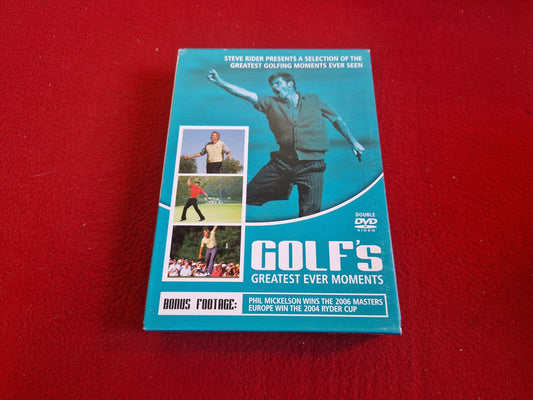 STEVE RIDER PRESENTS A SELECTION OF THE
GREATEST GOLFING MOMENTS EVER SEEN
DOUBLE
DVD
VIDEO
GOLF's
GREATEST EVER MOMENTS
BONUS FOOTAGE:
PHIL MICKELSON WINS THE 2006 MASTERS
EUROPE WIN THE 2004 RYDER CUP